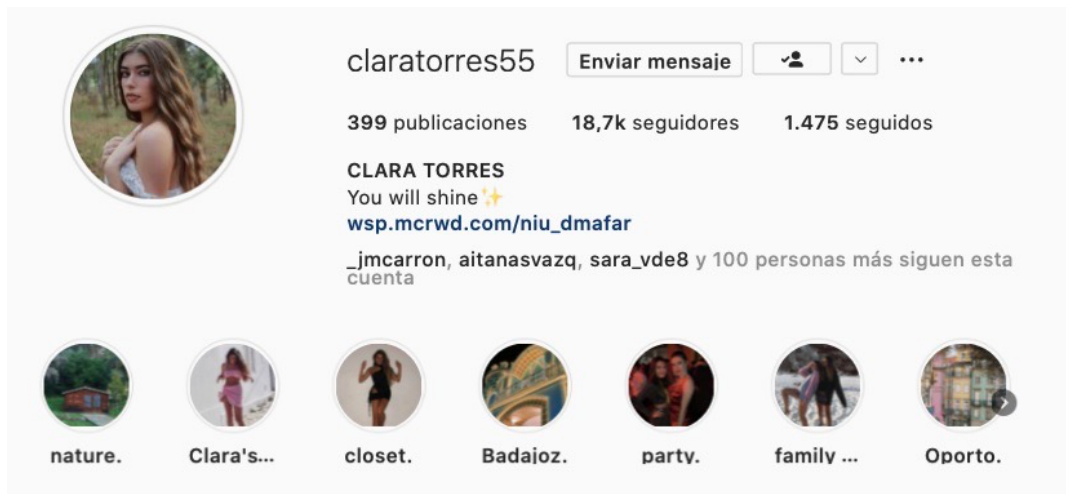 claratorres55 Enviar mensaje
399 publicaciones 18,7k seguidores 1.475 seguidos
CLARA TORRES
You will shine✨
wsp.mcrwd.com/niu_dmafar
_jmcarron, aitanasvazq, sara_vde8 y 100 personas más siguen esta
cuenta
nature. Clara's... closet. Badajoz. party. family ... Oporto.